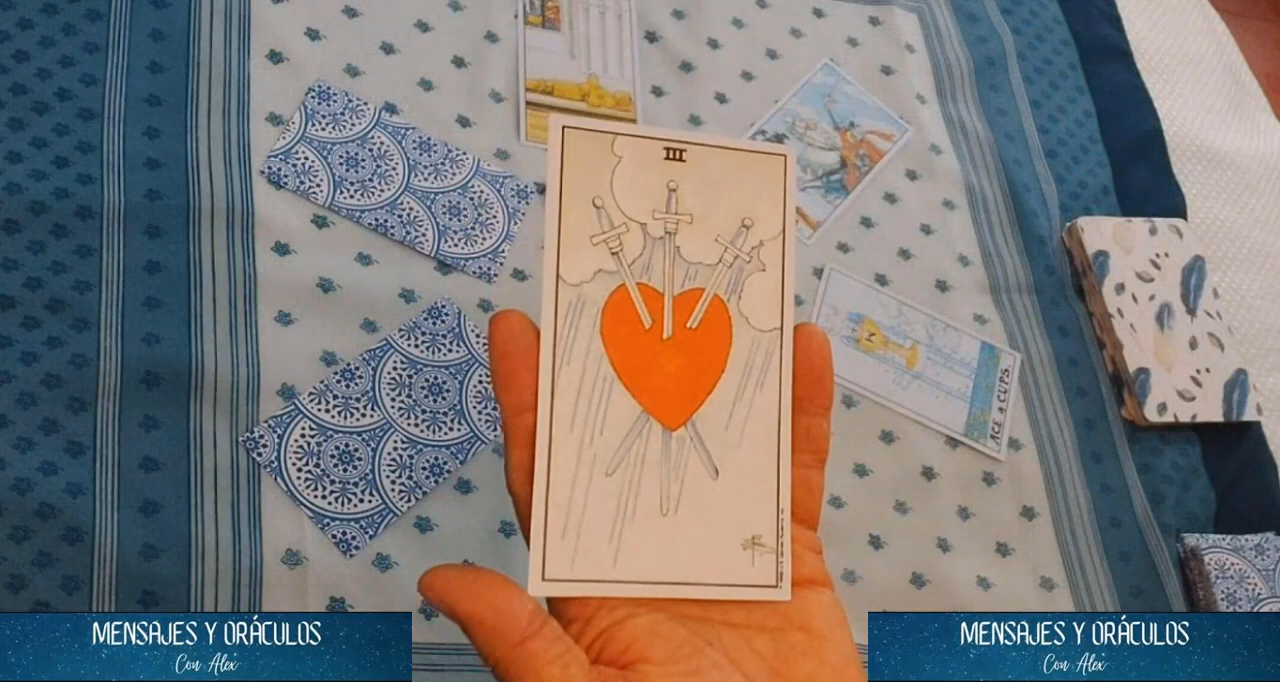 III
ACE of CUPS.
MENSAJES Y ORÁCULOS
Con Alex
MENSAJES Y ORÁCULOS
Con Alex